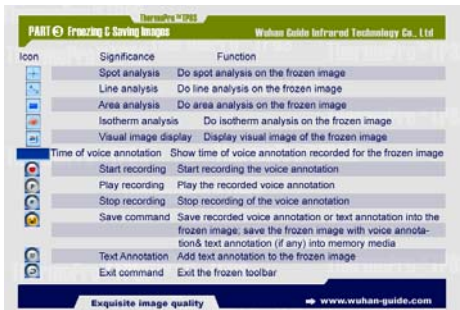 ThermoPro™ TP8S
PART❸ Freezing & Saving Images Wuhan Guide Infrared Technology Co., Ltd
Icon Significance Function
Spot analysis Do spot analysis on the frozen image
Line analysis Do line analysis on the frozen image
Area analysis Do area analysis on the frozen image
Isotherm analysis Do isotherm analysis on the frozen image
Visual image display Display visual image of the frozen image
Time of voice annotation Show time of voice annotation recorded for the frozen image
Start recording Start recording the voice annotation
Play recording Play the recorded voice annotation
Stop recording Stop recording of the voice annotation
Save command Save recorded voice annotation or text annotation into the
frozen image; save the frozen image with voice annota-
tion& text annotation (if any) into memory media
Text Annotation Add text annotation to the frozen image
Exit command Exit the frozen toolbar
Exquisite image quality www.wuhan-guide.com